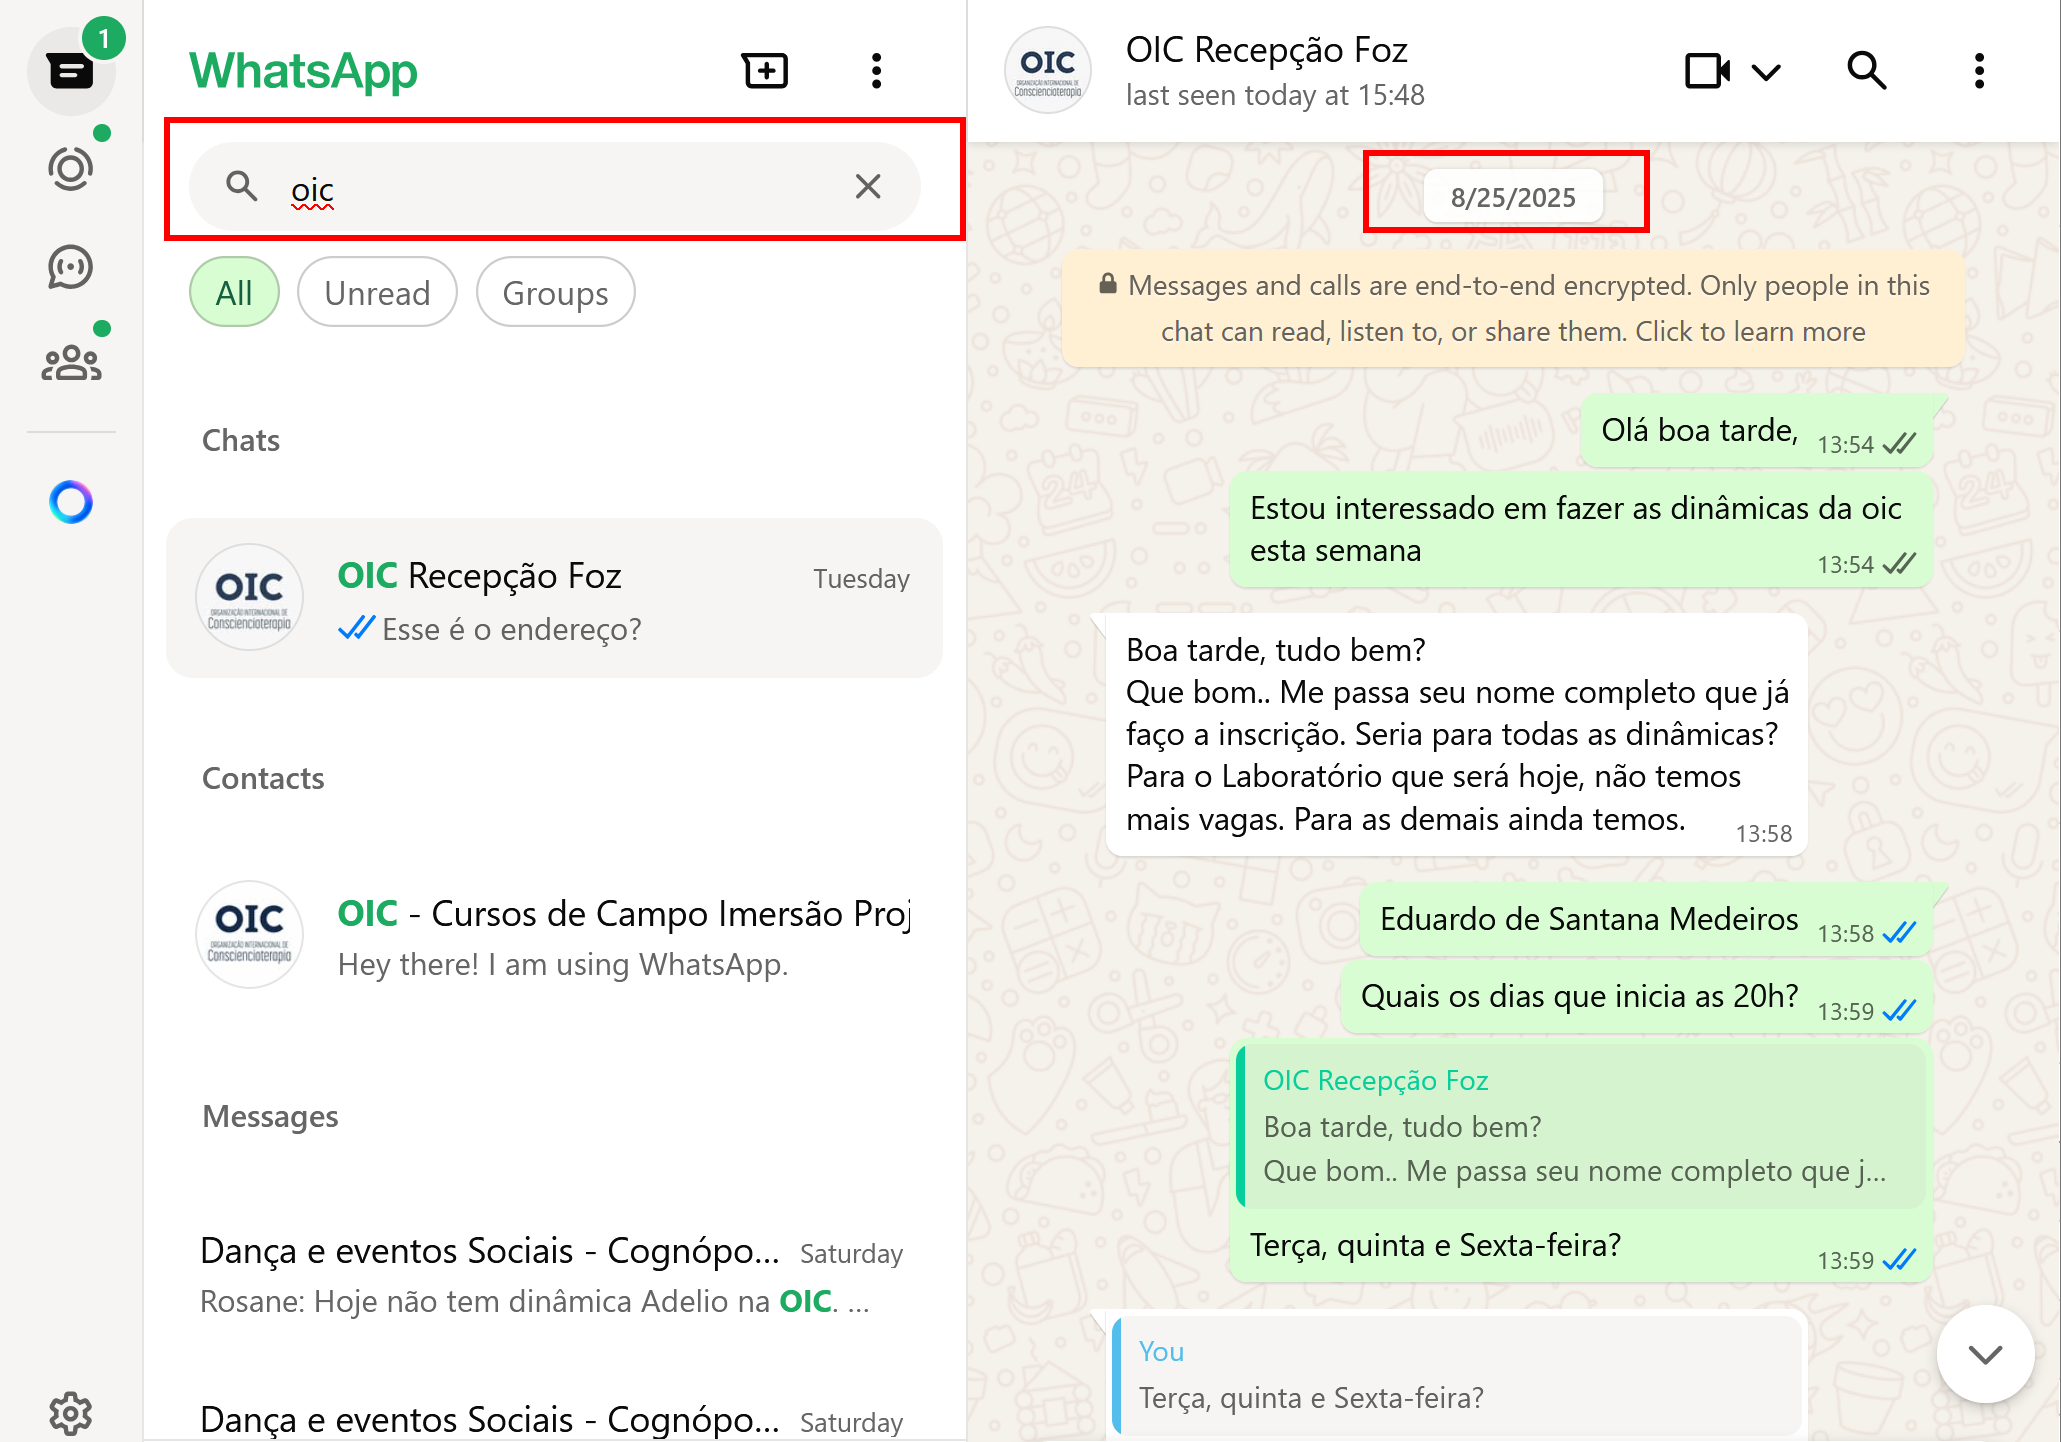 1
WhatsApp
oic
All
Unread
Groups
Chats
OIC
ORGANIZAÇÃO INTERNACIONAL DE
Consciencioterapia
OIC Recepção Foz
Tuesday
Esse é o endereço?
Contacts
OIC
ORGANIZAÇÃO INTERNACIONAL DE
Consciencioterapia
OIC - Cursos de Campo Imersão Proj
Hey there! I am using WhatsApp.
Messages
Dança e eventos Sociais - Cognópo...
Saturday
Rosane: Hoje não tem dinâmica Adelio na OIC. ...
Dança e eventos Sociais - Cognópo...
Saturday
OIC
ORGANIZAÇÃO INTERNACIONAL DE
Consciencioterapia
OIC Recepção Foz
last seen today at 15:48
8/25/2025
Messages and calls are end-to-end encrypted. Only people in this
chat can read, listen to, or share them. Click to learn more
Olá boa tarde,
13:54
Estou interessado em fazer as dinâmicas da oic
esta semana
13:54
Boa tarde, tudo bem?
Que bom.. Me passa seu nome completo que já
faço a inscrição. Seria para todas as dinâmicas?
Para o Laboratório que será hoje, não temos
mais vagas. Para as demais ainda temos.
13:58
Eduardo de Santana Medeiros
13:58
Quais os dias que inicia as 20h?
13:59
OIC Recepção Foz
Boa tarde, tudo bem?
Que bom.. Me passa seu nome completo que j...
Terça, quinta e Sexta-feira?
13:59
You
Terça, quinta e Sexta-feira?